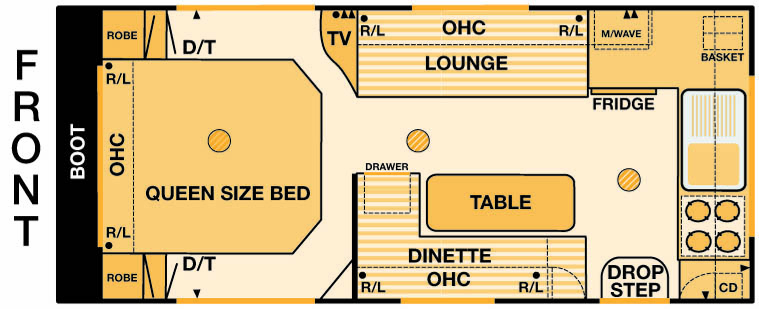 FRONT
BOOT
ROBE
D/T
R/L
OHC
R/L
QUEEN SIZE BED
ROBE
D/T
TV
R/L
OHC
R/L
LOUNGE
M/WAVE
BASKET
FRIDGE
DRAWER
TABLE
DINETTE
OHC
R/L
R/L
DROP
STEP
CD